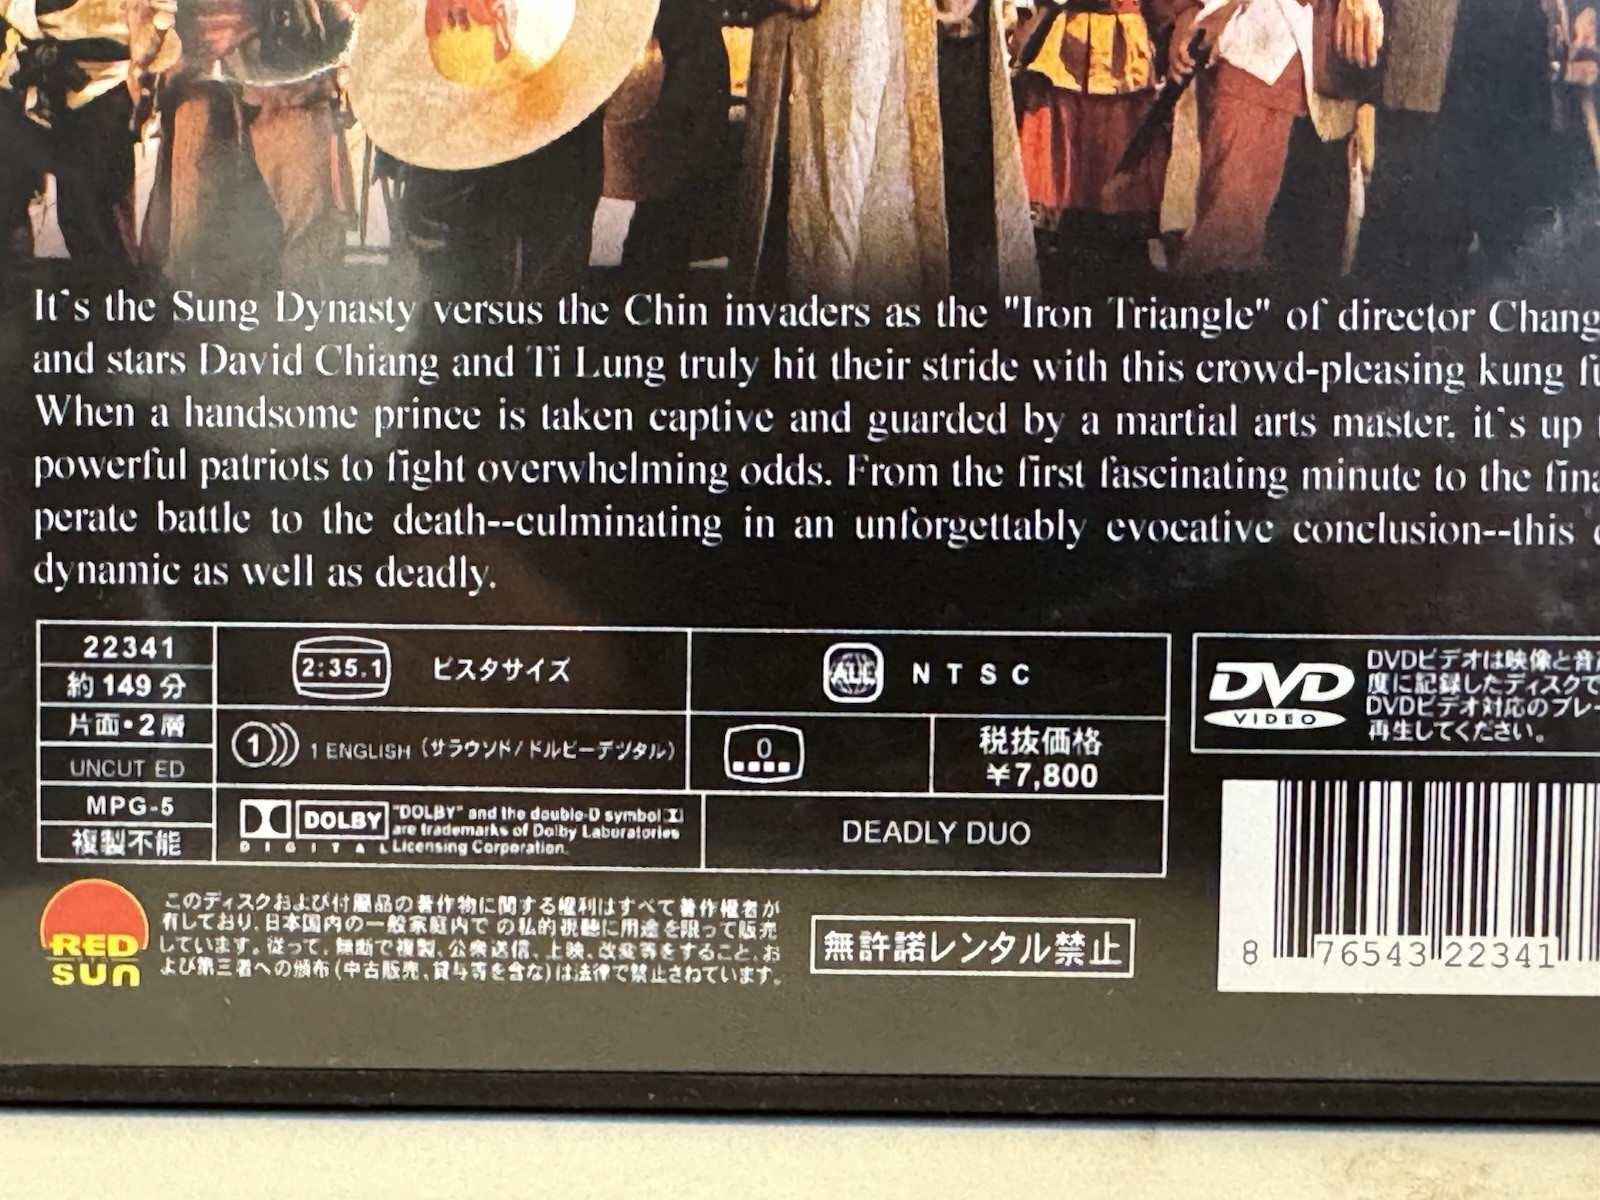 It's the Sung Dynasty versus the Chin invaders as the "Iron Triangle" of director Chang
and stars David Chiang and Ti Lung truly hit their stride with this crowd-pleasing kung
When a handsome prince is taken captive and guarded by a martial arts master, it's up
powerful patriots to fight overwhelming odds. From the first fascinating minute to the
perate battle to the death--culminating in an unforgettably evocative conclusion--this
dynamic as well as deadly.
22341
約149分
片面・2層
UNCUT ED
MPG-5
複製不能
2:35.1 ビスタサイズ
ALL NTSC
1 1 ENGLISH (サラウンド/ドルビーデヅタル)
0
税抜価格
¥7,800
DOLBY
DIGITAL
"DOLBY" and the double-D symbol
are trademarks of Dolby Laboratories
Licensing Corporation.
DEADLY DUO
DVD
VIDEO
DVDビデオは映像と音
度に記録したディスクで
DVDビデオ対応のプレー
再生してください。
RED
SUN
このディスクおよび付属品の著作物に関する権利はすべて著作権者が
有しており、日本国内の一般家庭内での私的視聴に用途を限って販売
しています。従って、無断で複製、公衆送信、上映、改変等をすること、お
よび第三者への頒布(中古販売、貸与等を含な)は法律で禁止されています。
無許諾レンタル禁止
8 76543 22341